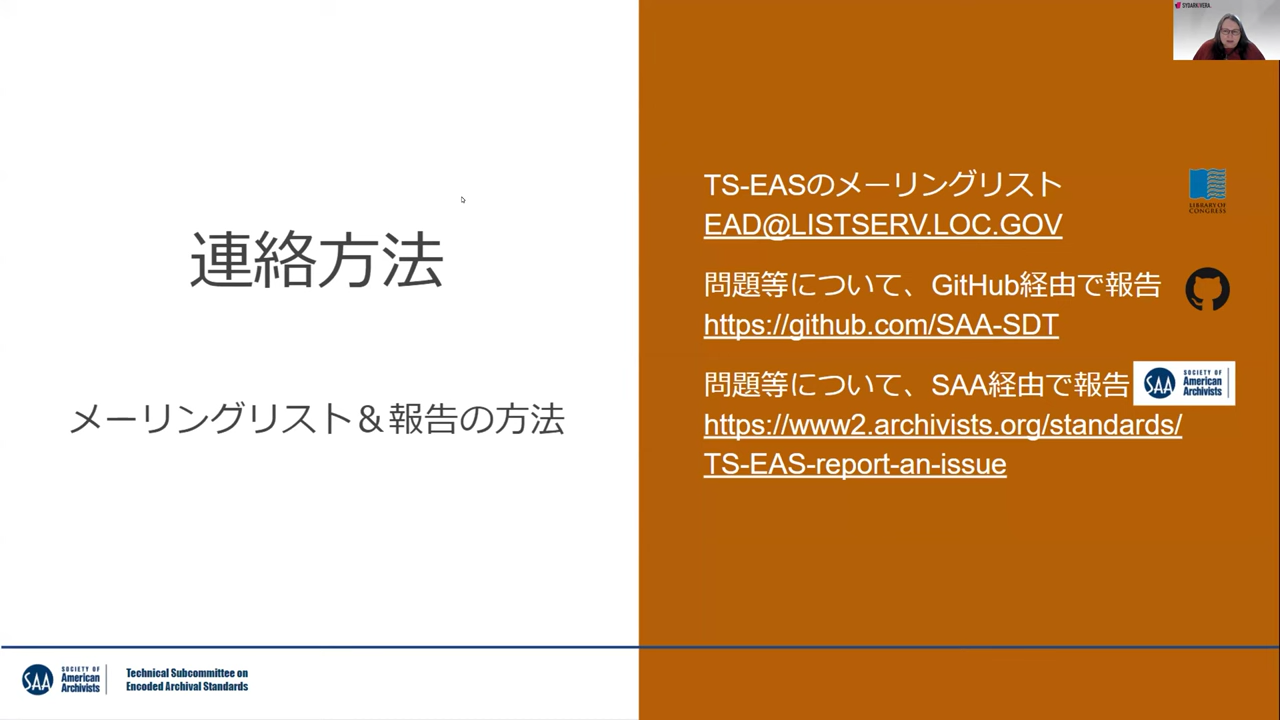 連絡方法
メーリングリスト＆報告の方法
TS-EASのメーリングリスト
EAD@LISTSERV.LOC.GOV
LIBRARY OF
CONGRESS
問題等について、GitHub経由で報告
https://github.com/SAA-SDT
問題等について、SAA経由で報告
SAA
SOCIETY OF
American
Archivists
https://www2.archivists.org/standards/
TS-EAS-report-an-issue
SAA
SOCIETY OF
American
Archivists
Technical Subcommittee on
Encoded Archival Standards